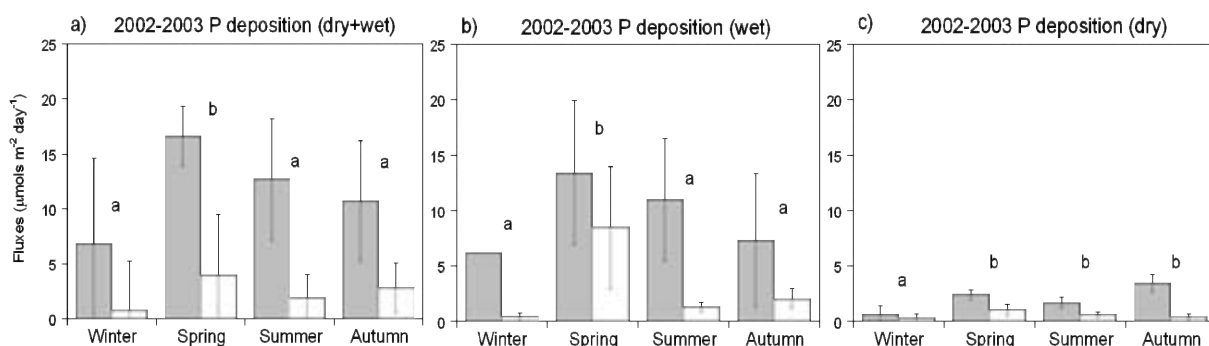 a) 2002-2003 P deposition (dry+wet)
Fluxes (µmols m⁻² day⁻¹)
25
20
15
10
5
0
a
b
a
a
Winter Spring Summer Autumn
b) 2002-2003 P deposition (wet)
25
20
15
10
5
0
a
b
a
a
Winter Spring Summer Autumn
c) 2002-2003 P deposition (dry)
25
20
15
10
5
0
a
b
b
b
Winter Spring Summer Autumn